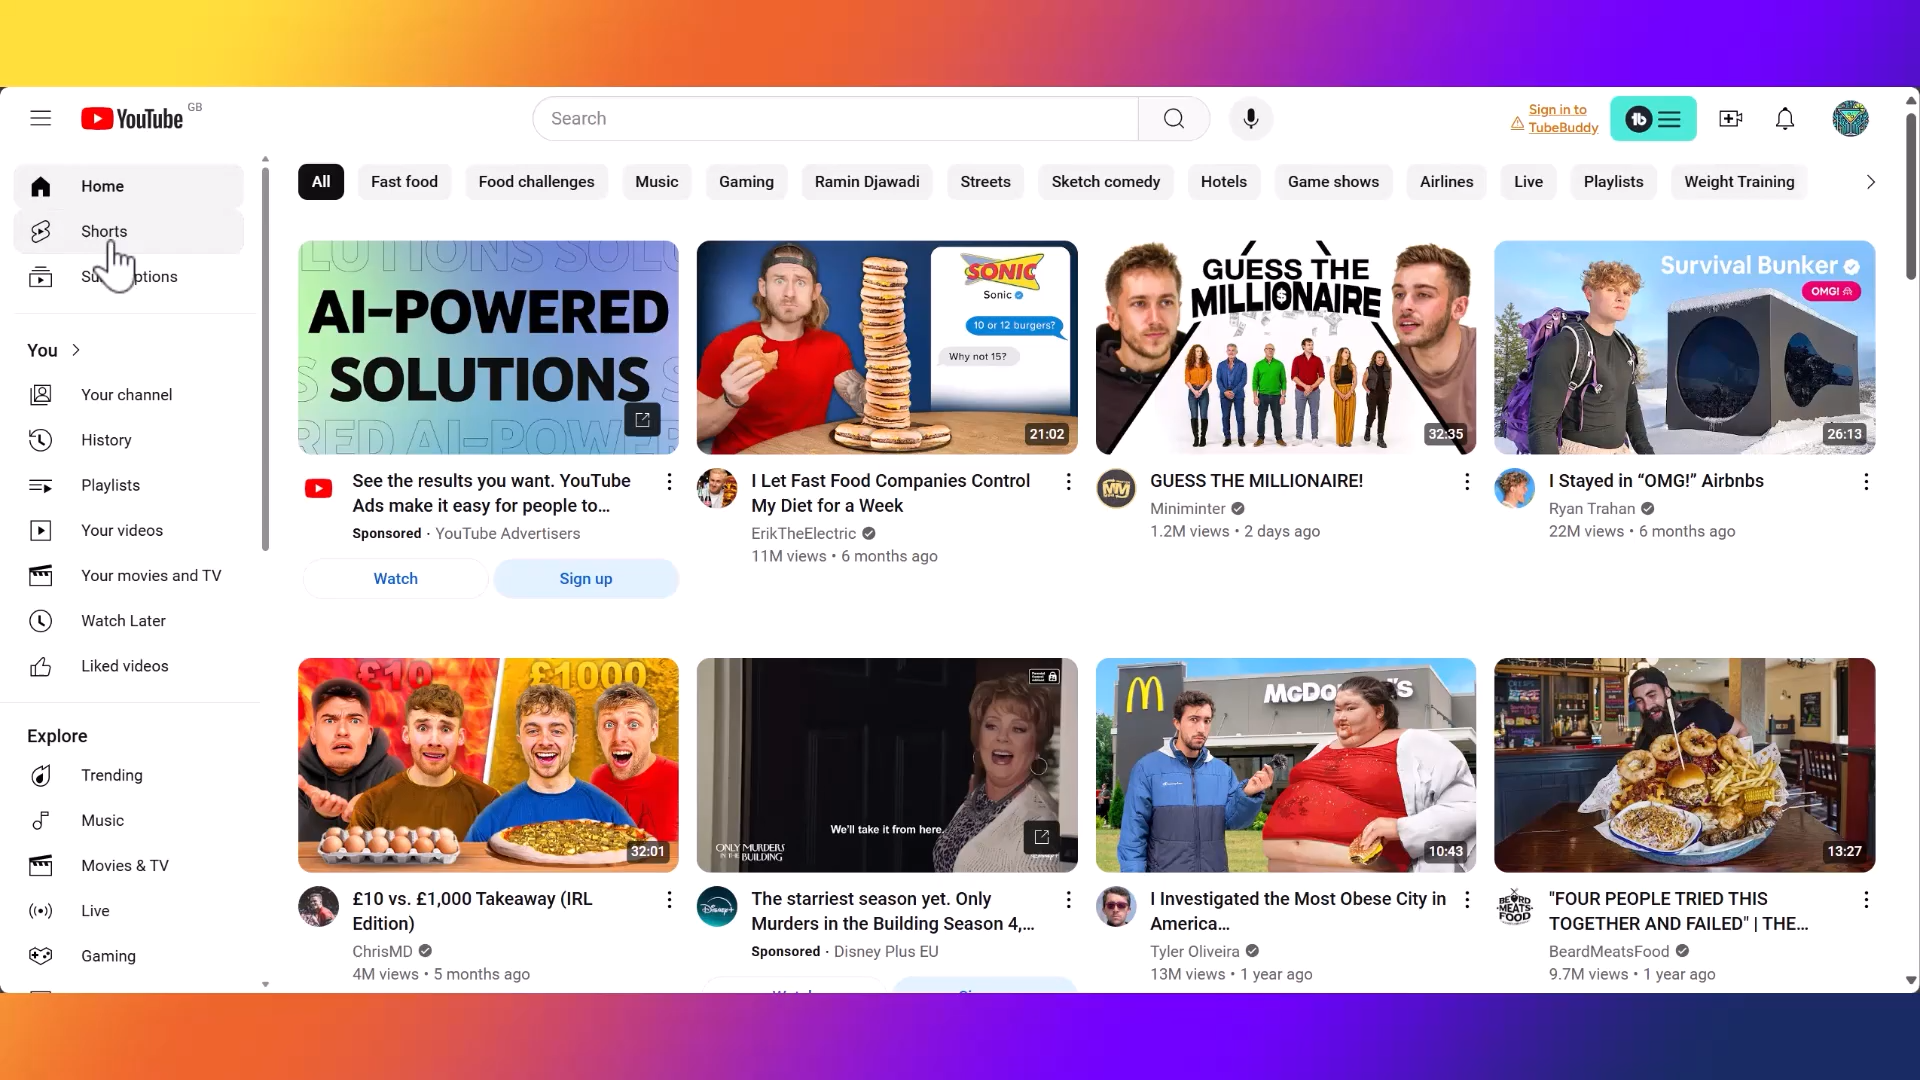 YouTube GB
Search
Sign in to
TubeBuddy
tb
Home
Shorts
You
Your channel
History
Playlists
Your videos
Your movies and TV
Watch Later
Liked videos
Explore
Trending
Music
Movies & TV
Live
Gaming
All
Fast food
Food challenges
Music
Gaming
Ramin Djawadi
Streets
Sketch comedy
Hotels
Game shows
Airlines
Live
Playlists
Weight Training
AI-POWERED
SOLUTIONS
See the results you want. YouTube
Ads make it easy for people to...
Sponsored · YouTube Advertisers
Watch
Sign up
SONIC
Sonic
10 or 12 burgers?
Why not 15?
21:02
I Let Fast Food Companies Control
My Diet for a Week
ErikTheElectric
11M views • 6 months ago
GUESS THE
MILLIONAIRE
32:35
MM
GUESS THE MILLIONAIRE!
Miniminter
1.2M views • 2 days ago
Survival Bunker
OMG!
26:13
I Stayed in “OMG!” Airbnbs
Ryan Trahan
22M views • 6 months ago
£10
£1000
32:01
£10 vs. £1,000 Takeaway (IRL
Edition)
ChrisMD
4M views • 5 months ago
We'll take it from here.
ONLY MURDERS
IN THE BUILDING
Disney+
The starriest season yet. Only
Murders in the Building Season 4,...
Sponsored · Disney Plus EU
McDonald's
10:43
I Investigated the Most Obese City in
America...
Tyler Oliveira
13M views • 1 year ago
13:27
BEARD
MEATS
FOOD
"FOUR PEOPLE TRIED THIS
TOGETHER AND FAILED" | THE...
BeardMeatsFood
9.7M views • 1 year ago